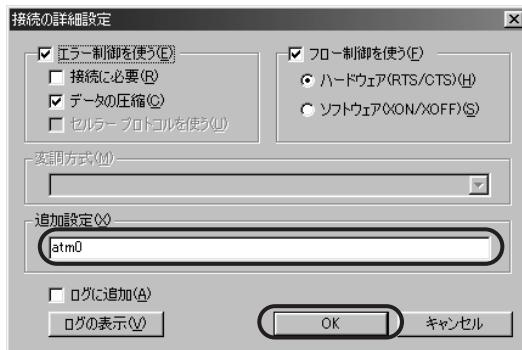 接続の詳細設定
エラー制御を使う(E)
接続に必要(R)
データの圧縮(C)
セルラー プロトコルを使う(U)
フロー制御を使う(F)
ハードウェア(RTS/CTS)(H)
ソフトウェア(XON/XOFF)(S)
変調方式(M)
追加設定(X)
atm0
ログに追加(A)
ログの表示(V)
OK
キャンセル